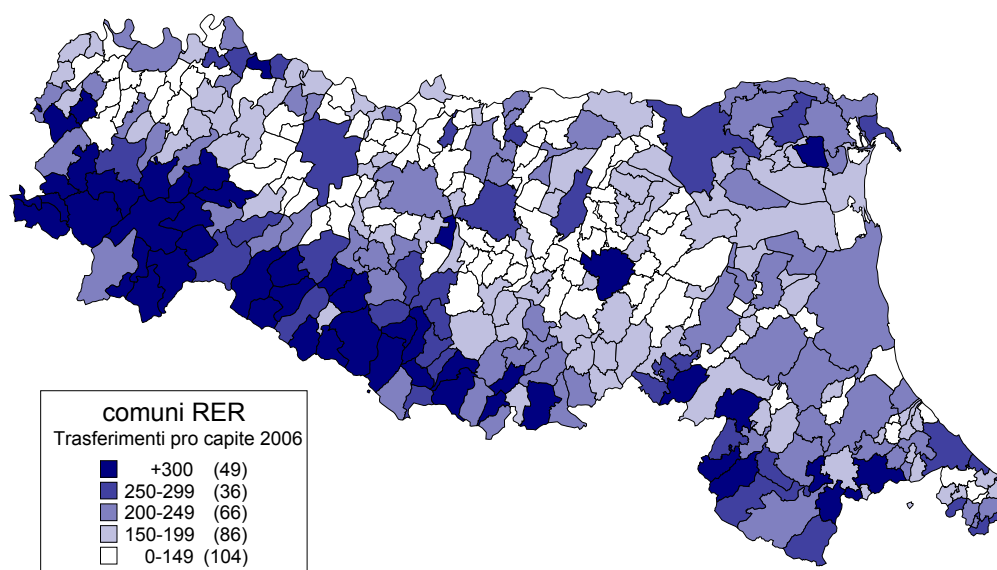 comuni RER
Trasferimenti pro capite 2006
+300 (49)
250-299 (36)
200-249 (66)
150-199 (86)
0-149 (104)